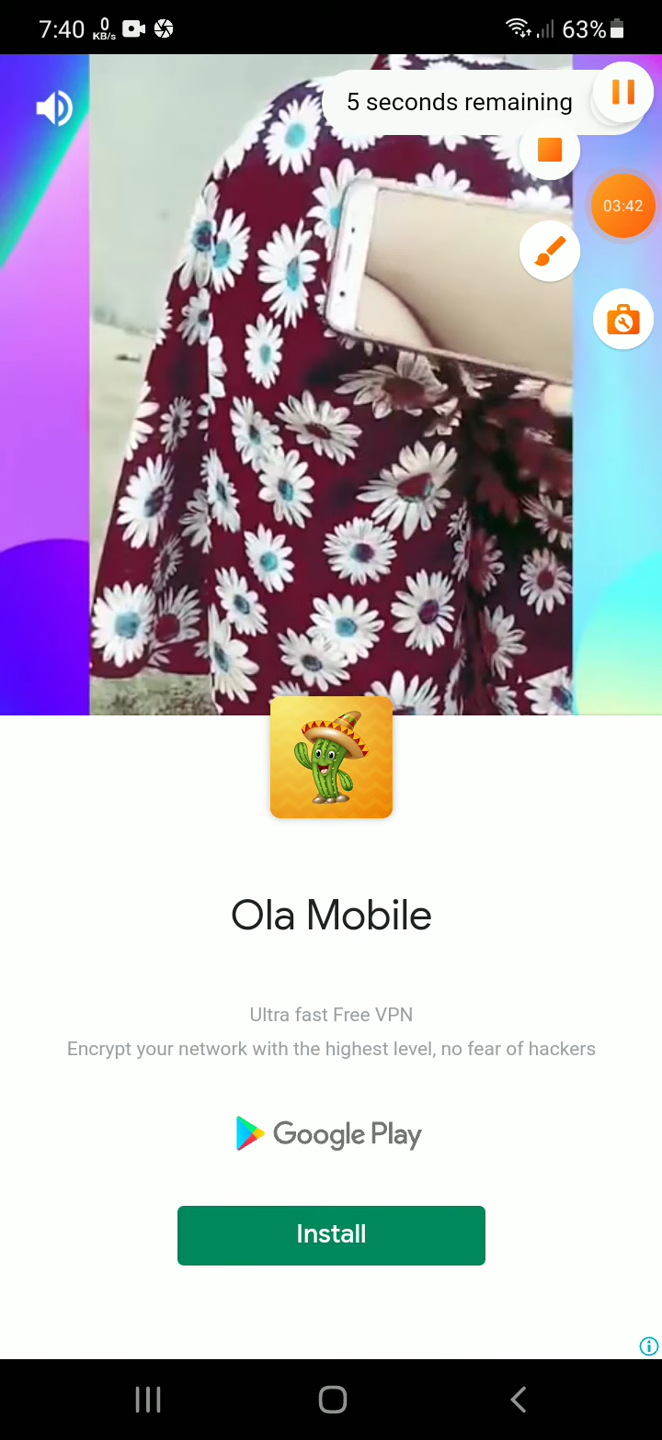 7:40 0 KB/s 63%
5 seconds remaining
03:42
Ola Mobile
Ultra fast Free VPN
Encrypt your network with the highest level, no fear of hackers
Google Play
Install